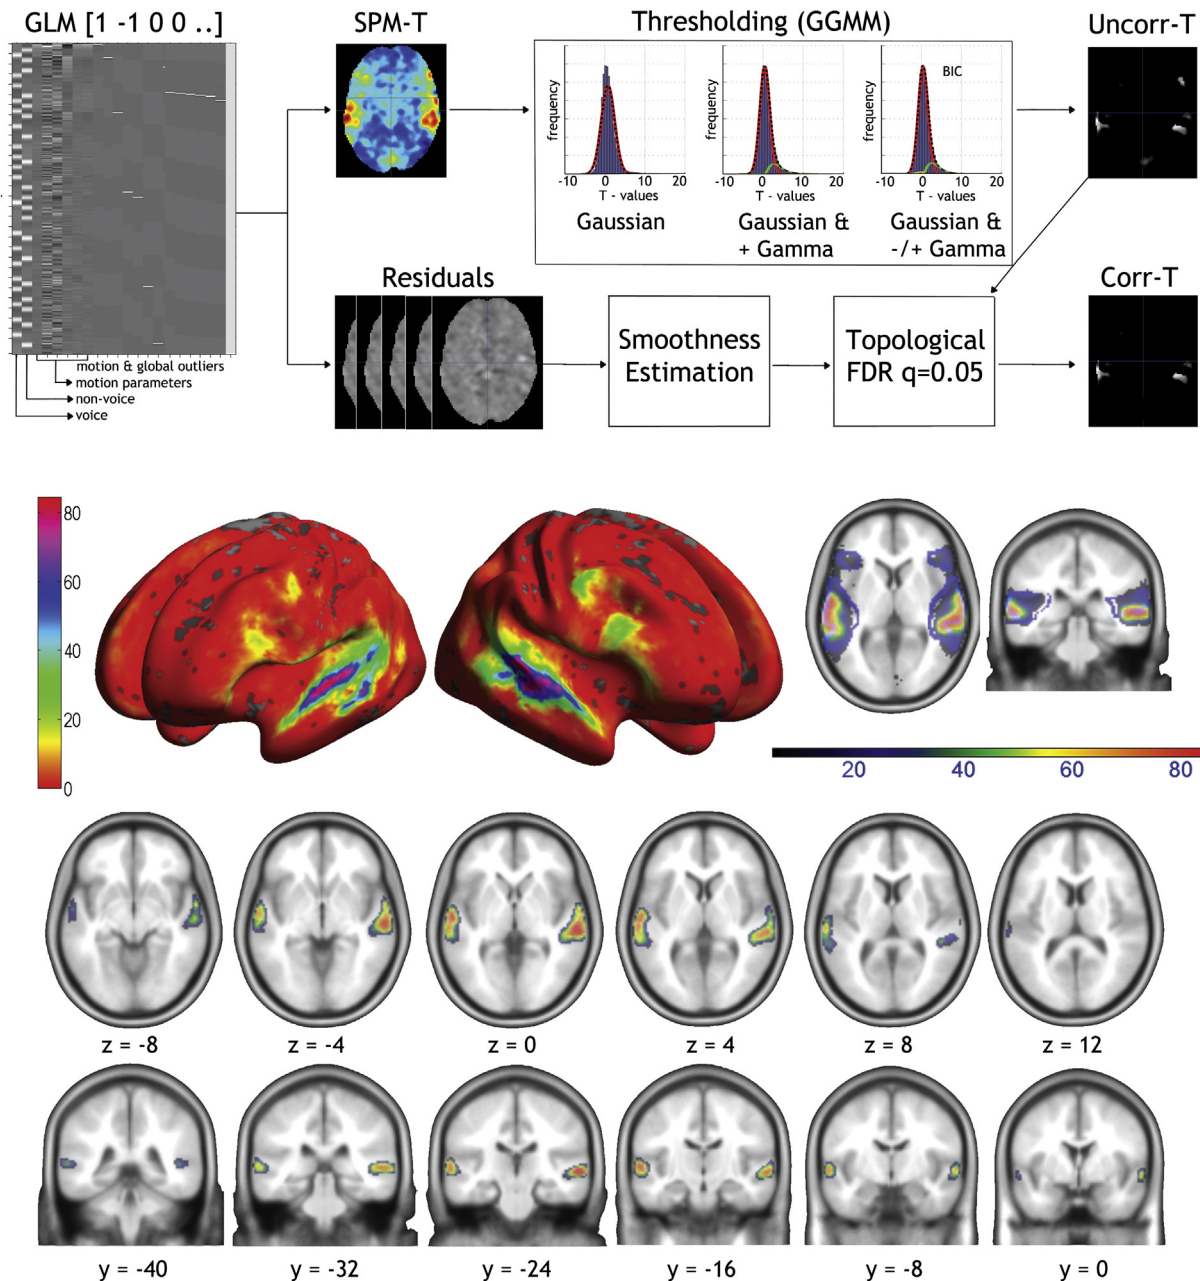 GLM [1 -1 0 0 ..]
SPM-T
Thresholding (GGMM)
Uncorr-T
frequency
frequency
frequency
BIC
-10 0 10 20
-10 0 10 20
-10 0 10 20
T - values
T - values
T - values
Gaussian
Gaussian &
+ Gamma
Gaussian &
-/+ Gamma
Residuals
Corr-T
Smoothness
Estimation
Topological
FDR q=0.05
motion & global outliers
motion parameters
non-voice
voice
80
60
40
20
0
20 40 60 80
z = -8
z = -4
z = 0
z = 4
z = 8
z = 12
y = -40
y = -32
y = -24
y = -16
y = -8
y = 0